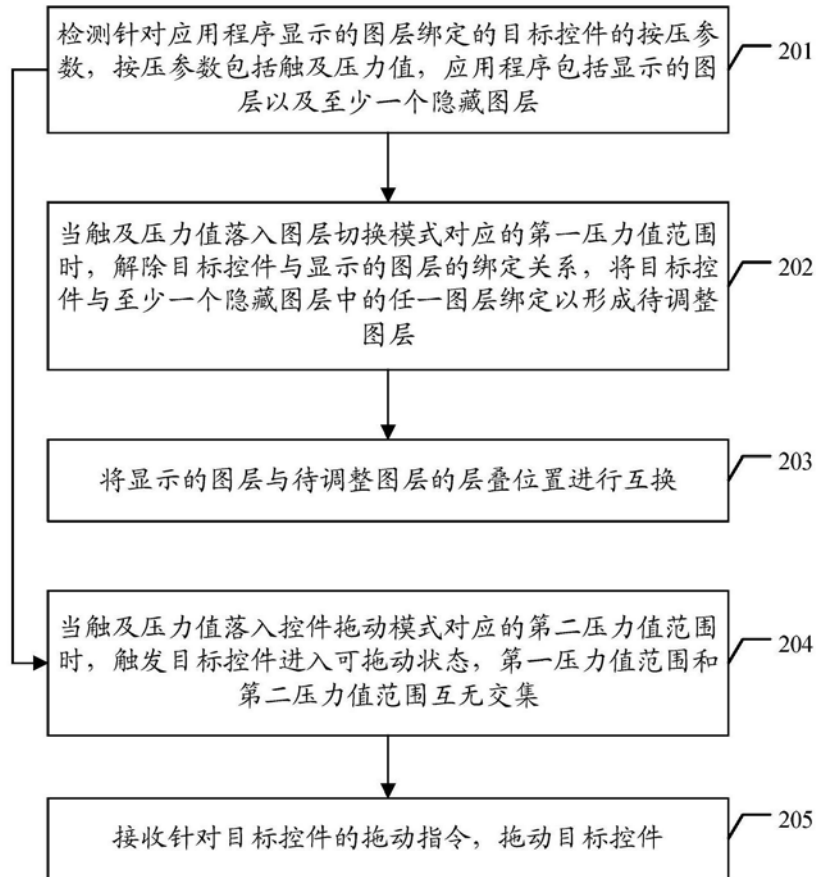 检测针对应用程序显示的图层绑定的目标控件的按压参
数，按压参数包括触及压力值，应用程序包括显示的图
层以及至少一个隐藏图层
201
当触及压力值落入图层切换模式对应的第一压力值范围
时，解除目标控件与显示的图层的绑定关系，将目标控
件与至少一个隐藏图层中的任一图层绑定以形成待调整
图层
202
将显示的图层与待调整图层的层叠位置进行互换
203
当触及压力值落入控件拖动模式对应的第二压力值范围
时，触发目标控件进入可拖动状态，第一压力值范围和
第二压力值范围互无交集
204
接收针对目标控件的拖动指令，拖动目标控件
205